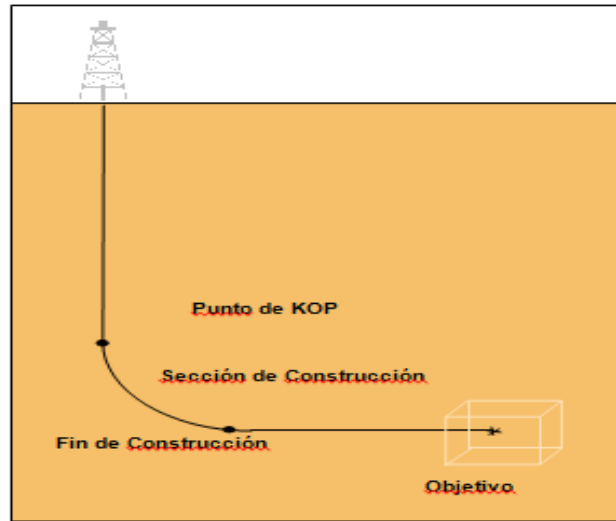 Punto de KOP
Sección de Construcción
Fin de Construcción
Objetivo